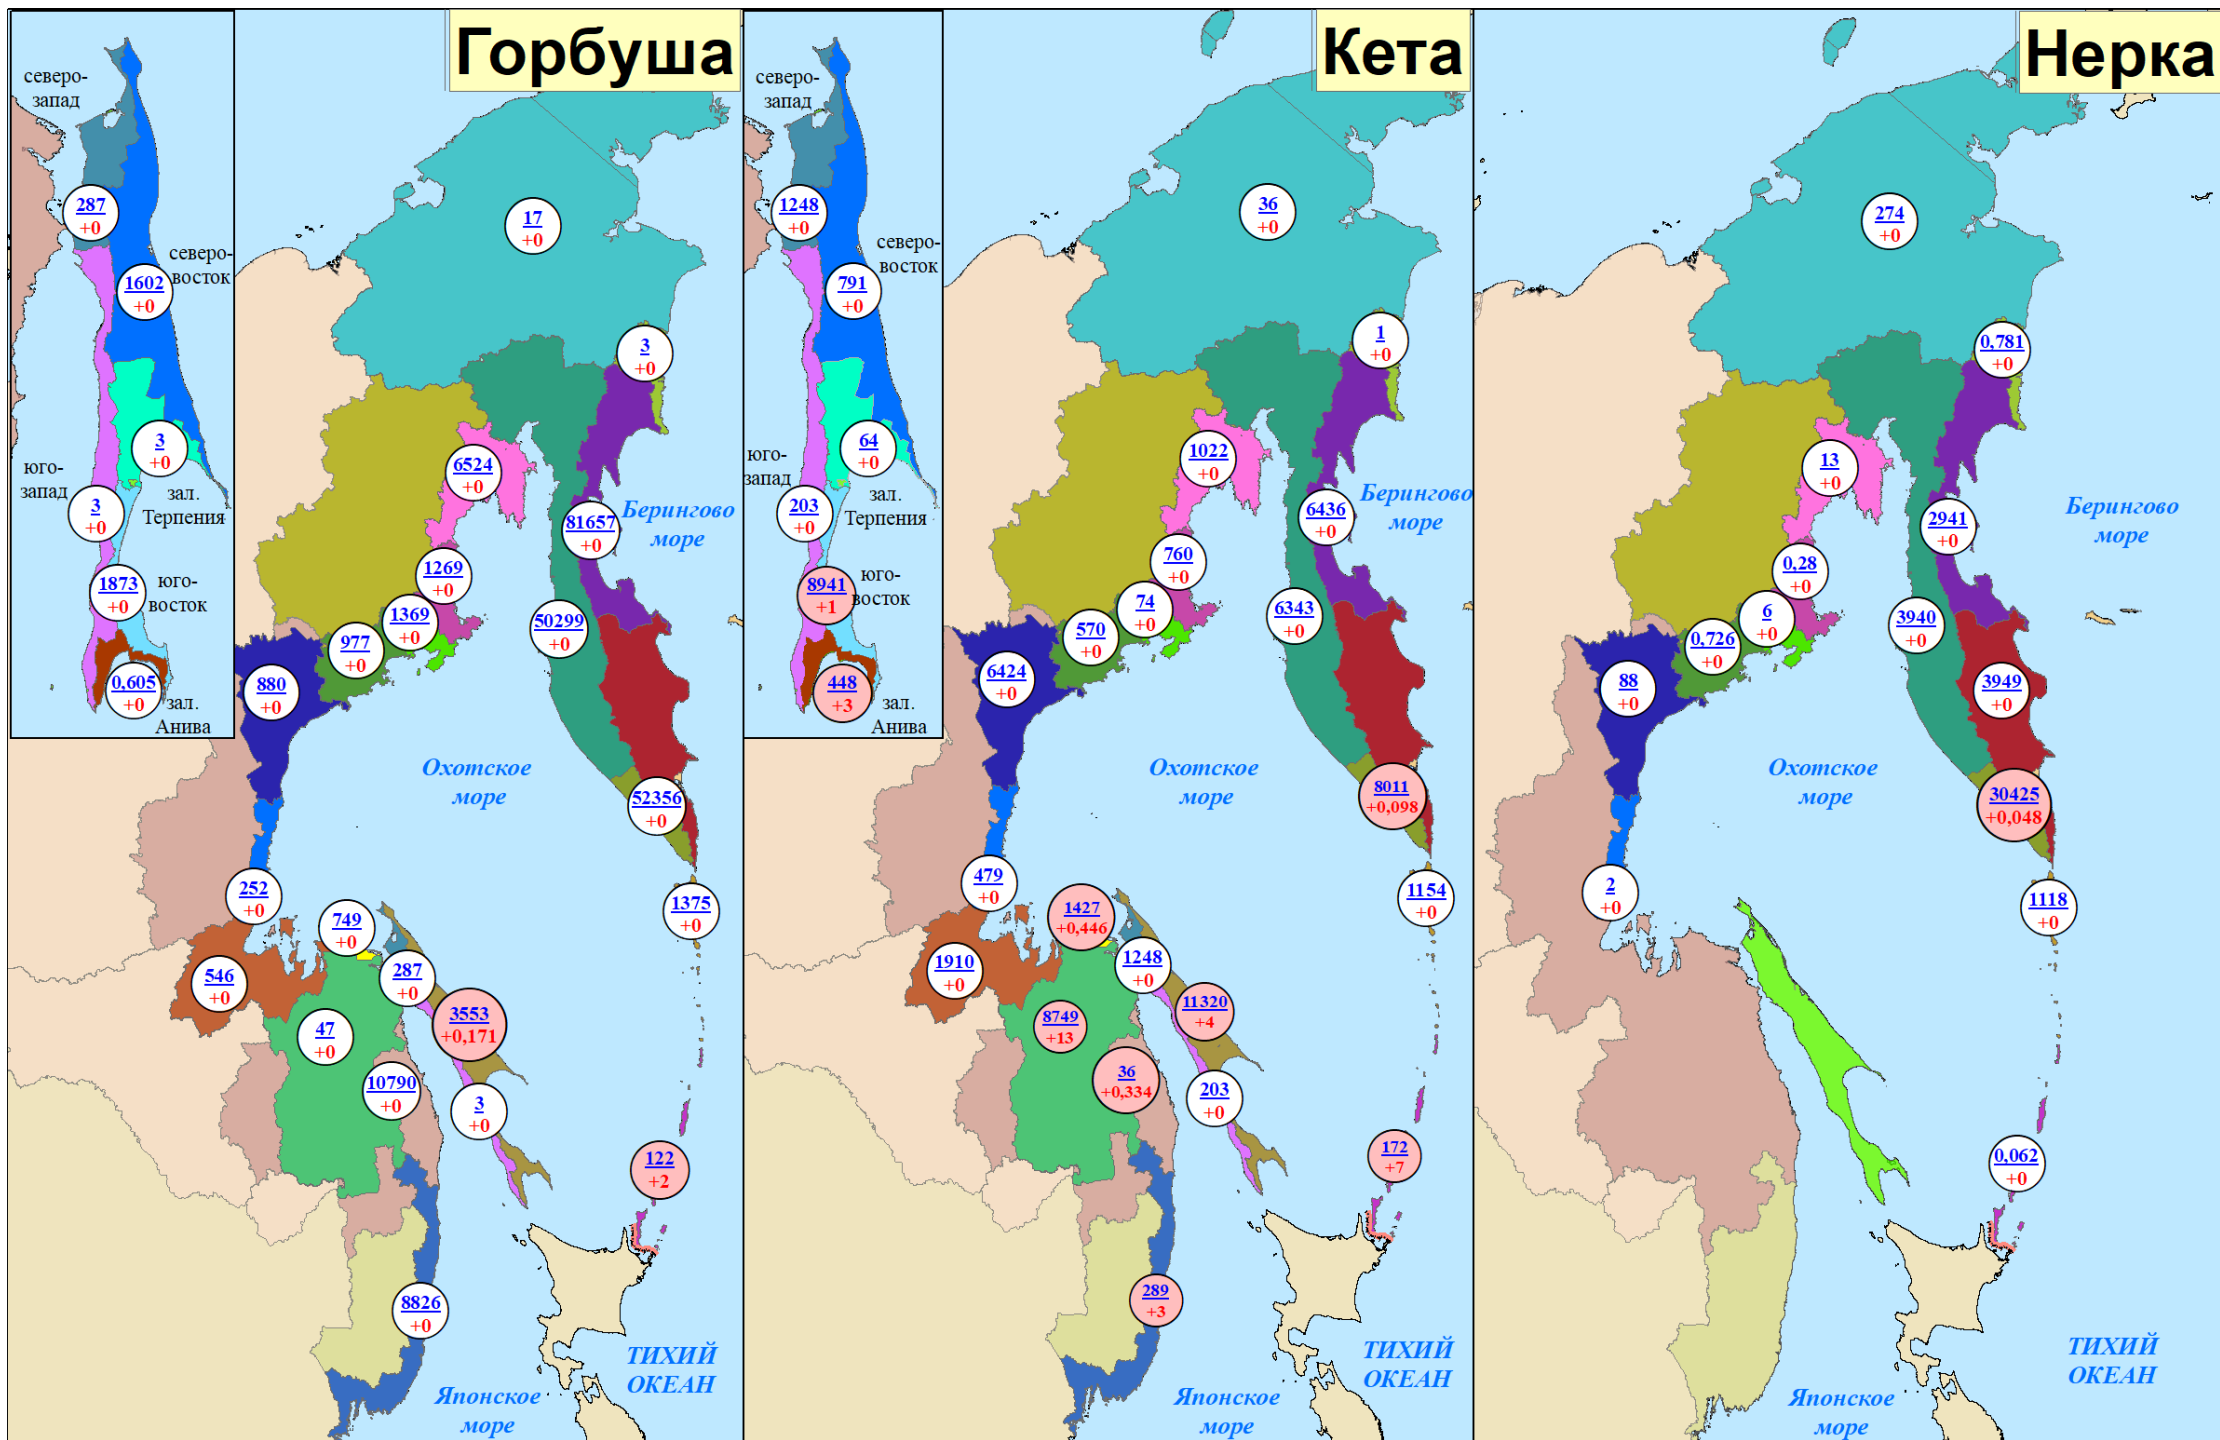 Горбуша
северо-
запад
287
+0
северо-
восток
1602
+0
3
+0
юго-
запад
3
+0
зал.
Терпения
1873
+0
юго-
восток
0,605
+0
зал.
Анива
17
+0
3
+0
6524
+0
81657
+0
Берингово
море
1269
+0
1369
+0
977
+0
50299
+0
880
+0
Охотское
море
52356
+0
252
+0
749
+0
1375
+0
546
+0
287
+0
47
+0
3553
+0,171
10790
+0
3
+0
122
+2
8826
+0
ТИХИЙ
ОКЕАН
Японское
море
Кета
северо-
запад
1248
+0
северо-
восток
791
+0
64
+0
юго-
запад
203
+0
зал.
Терпения
8941
+1
юго-
восток
448
+3
зал.
Анива
36
+0
1
+0
1022
+0
6436
+0
Берингово
море
760
+0
74
+0
570
+0
6343
+0
6424
+0
Охотское
море
8011
+0,098
479
+0
1427
+0,446
1154
+0
1910
+0
1248
+0
8749
+13
11320
+4
36
+0,334
203
+0
172
+7
289
+3
ТИХИЙ
ОКЕАН
Японское
море
Нерка
274
+0
0,781
+0
13
+0
2941
+0
Берингово
море
0,28
+0
6
+0
0,726
+0
3940
+0
88
+0
3949
+0
Охотское
море
30425
+0,048
2
+0
1118
+0
0,062
+0
ТИХИЙ
ОКЕАН
Японское
море